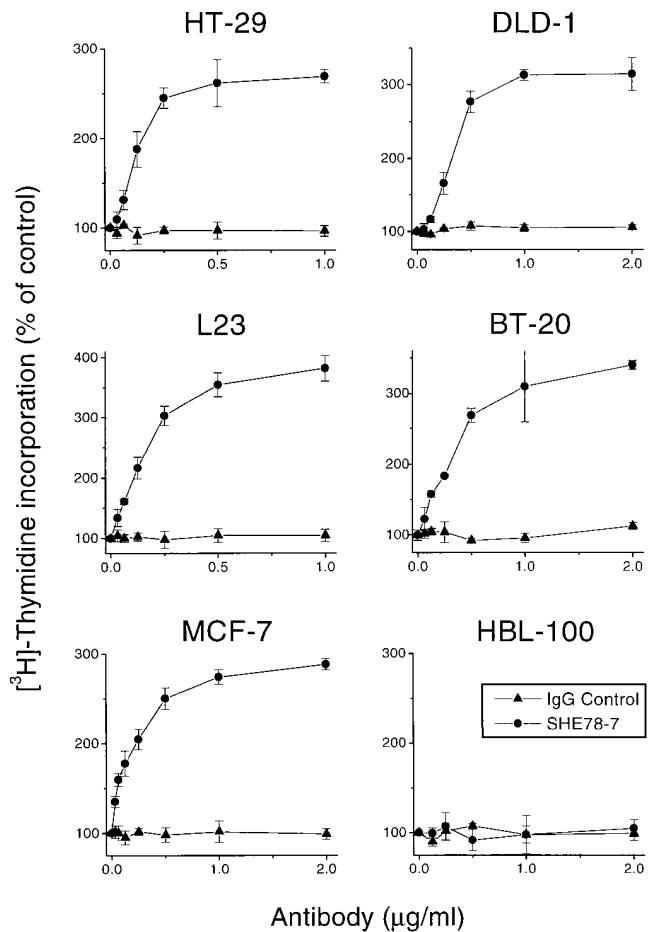 HT-29
DLD-1
300
200
100
0.0 0.5 1.0
300
200
100
0.0 1.0 2.0
[³H]-Thymidine incorporation (% of control)
L23
BT-20
400
300
200
100
0.0 0.5 1.0
300
200
100
0.0 1.0 2.0
MCF-7
HBL-100
300
200
100
0.0 1.0 2.0
300
200
100
0.0 1.0 2.0
IgG Control
SHE78-7
Antibody (μg/ml)